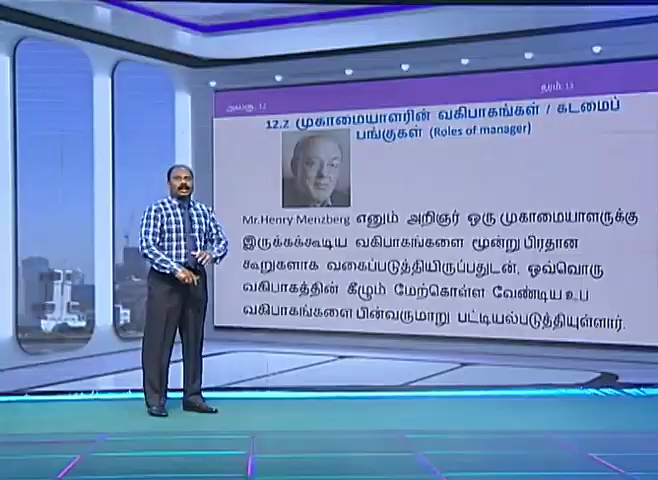 அலகு 12
தரம் 13
12.2 முகாமையாளரின் வகிபாகங்கள் / கடமைப்
பங்குகள் (Roles of manager)
Mr.Henry Menzberg எனும் அறிஞர் ஒரு முகாமையாளருக்கு
இருக்கக்கூடிய வகிபாகங்களை மூன்று பிரதான
கூறுகளாக வகைப்படுத்தியிருப்பதுடன், ஒவ்வொரு
வகிபாகத்தின் கீழும் மேற்கொள்ள வேண்டிய உப
வகிபாகங்களை பின்வருமாறு பட்டியல்படுத்தியுள்ளார்.